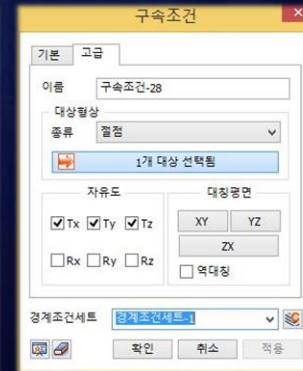 구속조건
기본 고급
이름 구속조건-28
대상형상
종류 절점
1개 대상 선택됨
자유도 대칭평면
Tx Ty Tz XY YZ
ZX
Rx Ry Rz
역대칭
경계조건세트 경계조건세트-1
확인 취소 적용